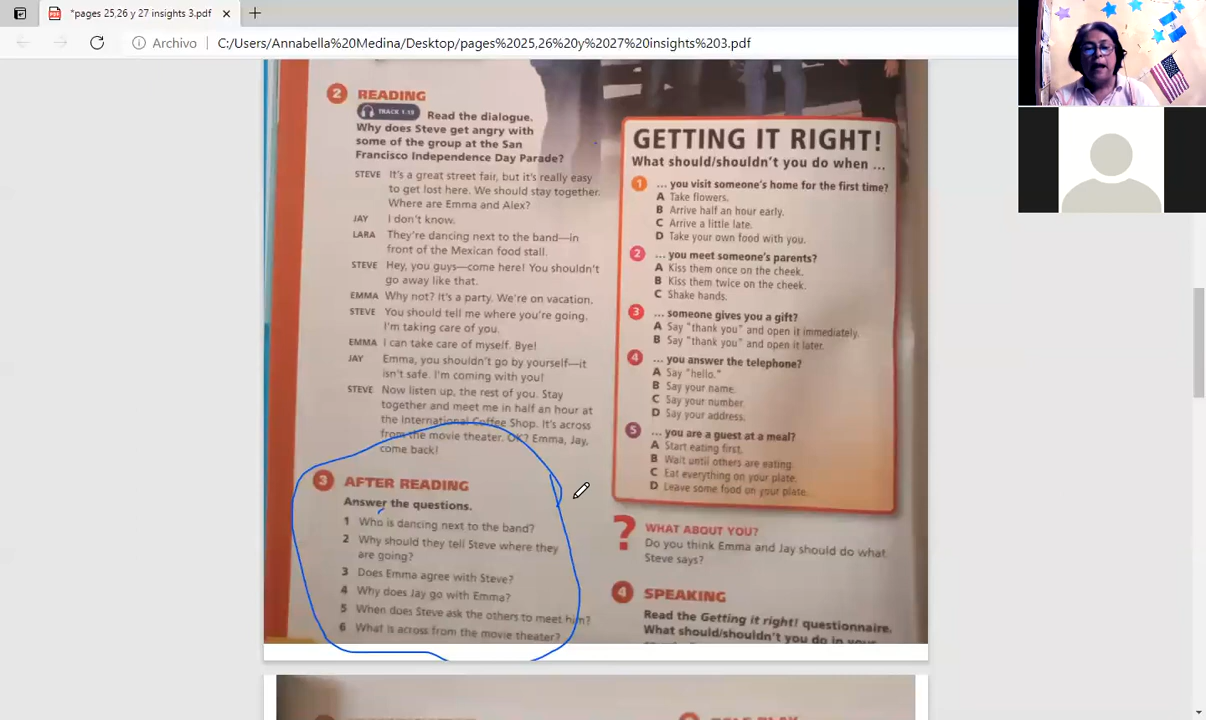 *pages 25,26 y 27 insights 3.pdf
Archivo
C:/Users/Annabella%20Medina/Desktop/pages%2025,26%20y%2027%20insights%203.pdf
2 READING
TRACK 1.19 Read the dialogue.
Why does Steve get angry with
some of the group at the San
Francisco Independence Day Parade?
STEVE It's a great street fair, but it's really easy
to get lost here. We should stay together.
Where are Emma and Alex?
JAY I don't know.
LARA They're dancing next to the band—in
front of the Mexican food stall.
STEVE Hey, you guys—come here! You shouldn't
go away like that.
EMMA Why not? It's a party. We're on vacation.
STEVE You should tell me where you're going.
I'm taking care of you.
EMMA I can take care of myself. Bye!
JAY Emma, you shouldn't go by yourself—it
isn't safe. I'm coming with you!
STEVE Now listen up, the rest of you. Stay
together and meet me in half an hour at
the International Coffee Shop. It's across
from the movie theater. OK? Emma, Jay,
come back!
3 AFTER READING
Answer the questions.
1 Who is dancing next to the band?
2 Why should they tell Steve where they
are going?
3 Does Emma agree with Steve?
4 Why does Jay go with Emma?
5 When does Steve ask the others to meet him?
6 What is across from the movie theater?
GETTING IT RIGHT!
What should/shouldn't you do when ...
1 ... you visit someone's home for the first time?
A Take flowers.
B Arrive half an hour early.
C Arrive a little late.
D Take your own food with you.
2 ... you meet someone's parents?
A Kiss them once on the cheek.
B Kiss them twice on the cheek.
C Shake hands.
3 ... someone gives you a gift?
A Say "thank you" and open it immediately.
B Say "thank you" and open it later.
4 ... you answer the telephone?
A Say "hello."
B Say your name.
C Say your number.
D Say your address.
5 ... you are a guest at a meal?
A Start eating first.
B Wait until others are eating.
C Eat everything on your plate.
D Leave some food on your plate.
? WHAT ABOUT YOU?
Do you think Emma and Jay should do what
Steve says?
4 SPEAKING
Read the Getting it right! questionnaire.
What should/shouldn't you do in your